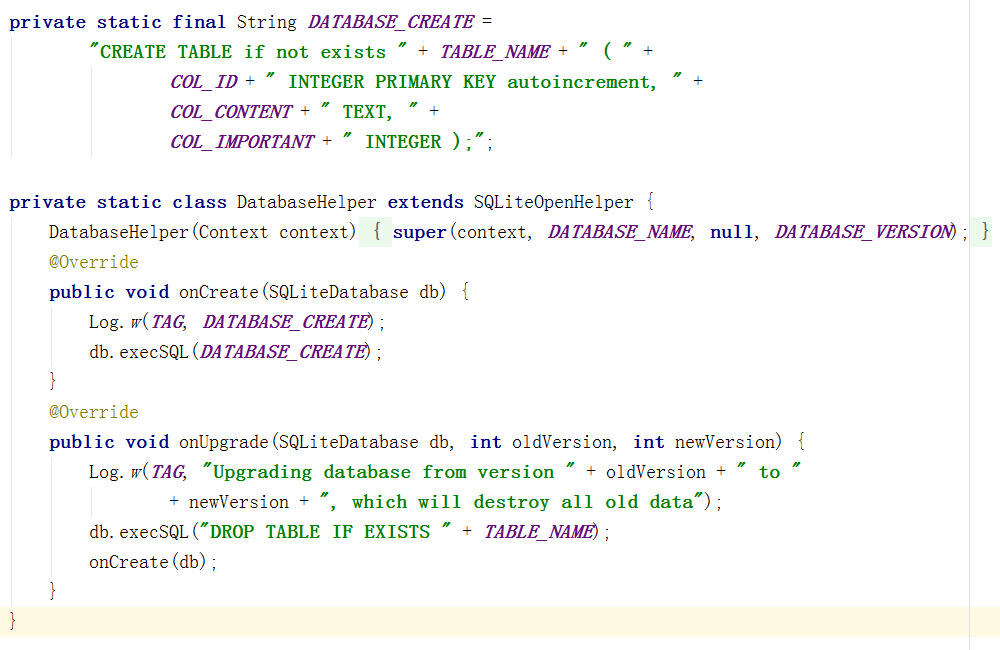 private static final String DATABASE_CREATE =
"CREATE TABLE if not exists " + TABLE_NAME + " ( " +
COL_ID + " INTEGER PRIMARY KEY autoincrement, " +
COL_CONTENT + " TEXT, " +
COL_IMPORTANT + " INTEGER );";
private static class DatabaseHelper extends SQLiteOpenHelper {
DatabaseHelper(Context context) { super(context, DATABASE_NAME, null, DATABASE_VERSION); }
@Override
public void onCreate(SQLiteDatabase db) {
Log.w(TAG, DATABASE_CREATE);
db.execSQL(DATABASE_CREATE);
}
@Override
public void onUpgrade(SQLiteDatabase db, int oldVersion, int newVersion) {
Log.w(TAG, "Upgrading database from version " + oldVersion + " to "
+ newVersion + ", which will destroy all old data");
db.execSQL("DROP TABLE IF EXISTS " + TABLE_NAME);
onCreate(db);
}
}